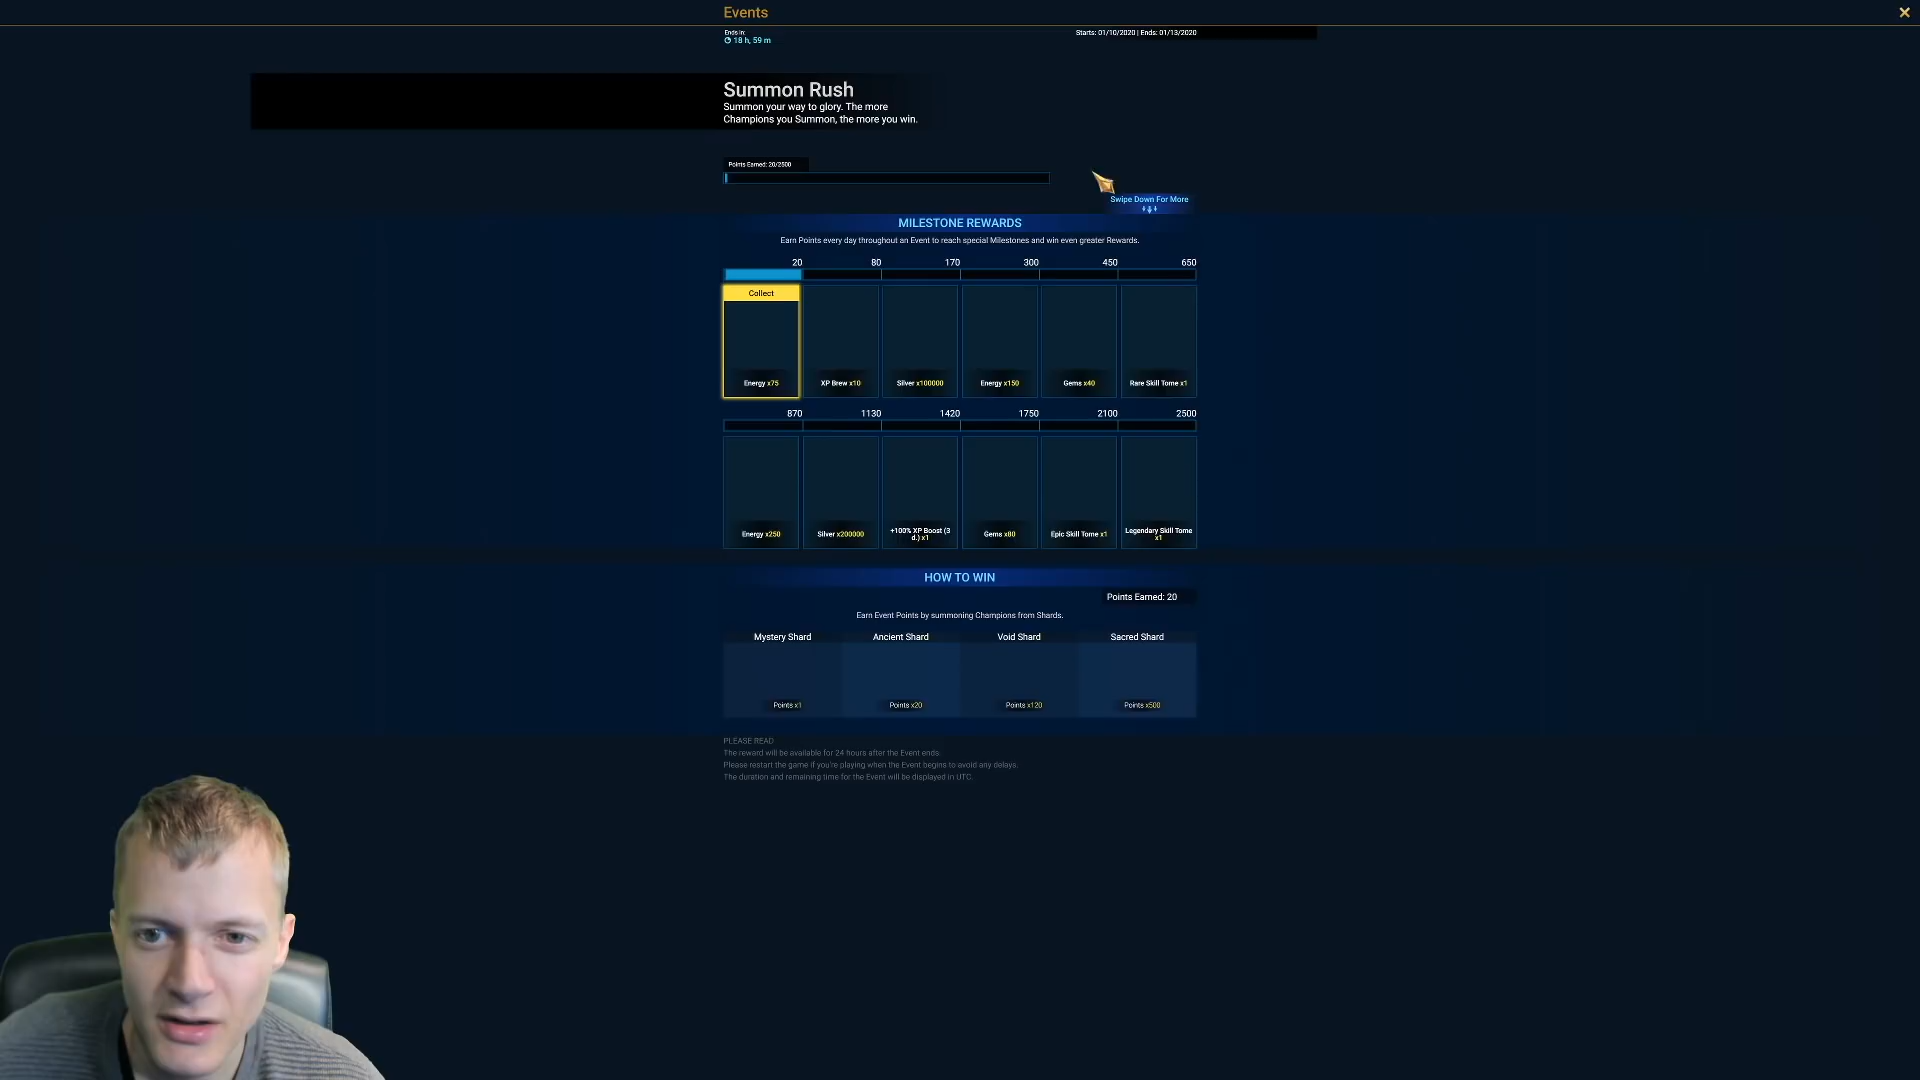 Events
Ends in:
18 h, 59 m
Starts: 01/10/2020 | Ends: 01/13/2020
Summon Rush
Summon your way to glory. The more
Champions you Summon, the more you win.
Points Earned: 20/2500
Swipe Down For More
MILESTONE REWARDS
Earn Points every day throughout an Event to reach special Milestones and win even greater Rewards.
20 80 170 300 450 650
Collect
Energy x75 XP Brew x10 Silver x100000 Energy x150 Gems x40 Rare Skill Tome x1
870 1130 1420 1750 2100 2500
Energy x250 Silver x200000 +100% XP Boost (3 d.) x1 Gems x80 Epic Skill Tome x1 Legendary Skill Tome x1
HOW TO WIN
Points Earned: 20
Earn Event Points by summoning Champions from Shards.
Mystery Shard Ancient Shard Void Shard Sacred Shard
Points x1 Points x20 Points x120 Points x500
PLEASE READ
The reward will be available for 24 hours after the Event ends
Please restart the game if you're playing when the Event begins to avoid any delays.
The duration and remaining time for the Event will be displayed in UTC.